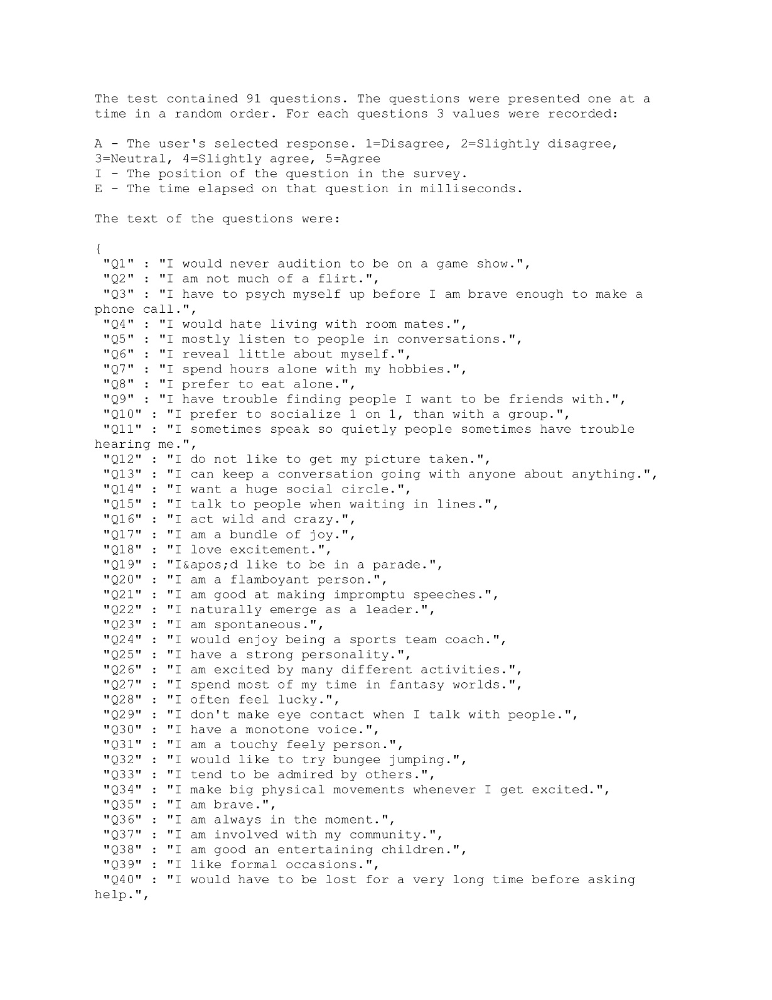 The test contained 91 questions. The questions were presented one at a
time in a random order. For each questions 3 values were recorded:
A - The user's selected response. 1=Disagree, 2=Slightly disagree,
3=Neutral, 4=Slightly agree, 5=Agree
I - The position of the question in the survey.
E - The time elapsed on that question in milliseconds.
The text of the questions were:
{
"Q1" : "I would never audition to be on a game show.",
"Q2" : "I am not much of a flirt.",
"Q3" : "I have to psych myself up before I am brave enough to make a
phone call.",
"Q4" : "I would hate living with room mates.",
"Q5" : "I mostly listen to people in conversations.",
"Q6" : "I reveal little about myself.",
"Q7" : "I spend hours alone with my hobbies.",
"Q8" : "I prefer to eat alone.",
"Q9" : "I have trouble finding people I want to be friends with.",
"Q10" : "I prefer to socialize 1 on 1, than with a group.",
"Q11" : "I sometimes speak so quietly people sometimes have trouble
hearing me.",
"Q12" : "I do not like to get my picture taken.",
"Q13" : "I can keep a conversation going with anyone about anything.",
"Q14" : "I want a huge social circle.",
"Q15" : "I talk to people when waiting in lines.",
"Q16" : "I act wild and crazy.",
"Q17" : "I am a bundle of joy.",
"Q18" : "I love excitement.",
"Q19" : "I&apos;d like to be in a parade.",
"Q20" : "I am a flamboyant person.",
"Q21" : "I am good at making impromptu speeches.",
"Q22" : "I naturally emerge as a leader.",
"Q23" : "I am spontaneous.",
"Q24" : "I would enjoy being a sports team coach.",
"Q25" : "I have a strong personality.",
"Q26" : "I am excited by many different activities.",
"Q27" : "I spend most of my time in fantasy worlds.",
"Q28" : "I often feel lucky.",
"Q29" : "I don't make eye contact when I talk with people.",
"Q30" : "I have a monotone voice.",
"Q31" : "I am a touchy feely person.",
"Q32" : "I would like to try bungee jumping.",
"Q33" : "I tend to be admired by others.",
"Q34" : "I make big physical movements whenever I get excited.",
"Q35" : "I am brave.",
"Q36" : "I am always in the moment.",
"Q37" : "I am involved with my community.",
"Q38" : "I am good an entertaining children.",
"Q39" : "I like formal occasions.",
"Q40" : "I would have to be lost for a very long time before asking
help.",